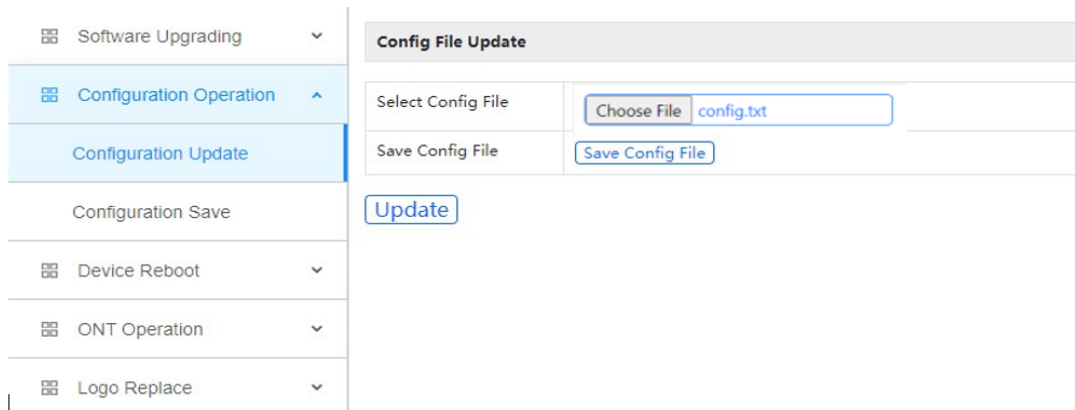 Software Upgrading
Configuration Operation
Configuration Update
Configuration Save
Device Reboot
ONT Operation
Logo Replace
Config File Update
Select Config File
Choose File config.txt
Save Config File
Save Config File
Update